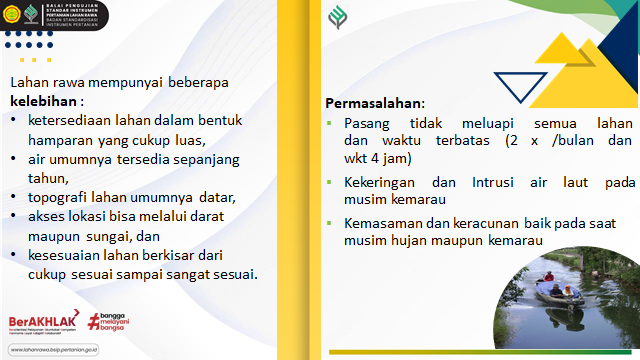 BALAI PENGUJIAN
STANDAR INSTRUMEN
PERTANIAN LAHAN RAWA
BADAN STANDARDISASI
INSTRUMEN PERTANIAN
Lahan rawa mempunyai beberapa
kelebihan :
• ketersediaan lahan dalam bentuk
hamparan yang cukup luas,
• air umumnya tersedia sepanjang
tahun,
• topografi lahan umumnya datar,
• akses lokasi bisa melalui darat
maupun sungai, dan
• kesesuaian lahan berkisar dari
cukup sesuai sampai sangat sesuai.
BerAKHLAK
#bangga
melayani
bangsa
www.lahanrawa.bsip.pertanian.go.id
Permasalahan:
▪ Pasang tidak meluapi semua lahan
dan waktu terbatas (2 x /bulan dan
wkt 4 jam)
▪ Kekeringan dan Intrusi air laut pada
musim kemarau
▪ Kemasaman dan keracunan baik pada saat
musim hujan maupun kemarau